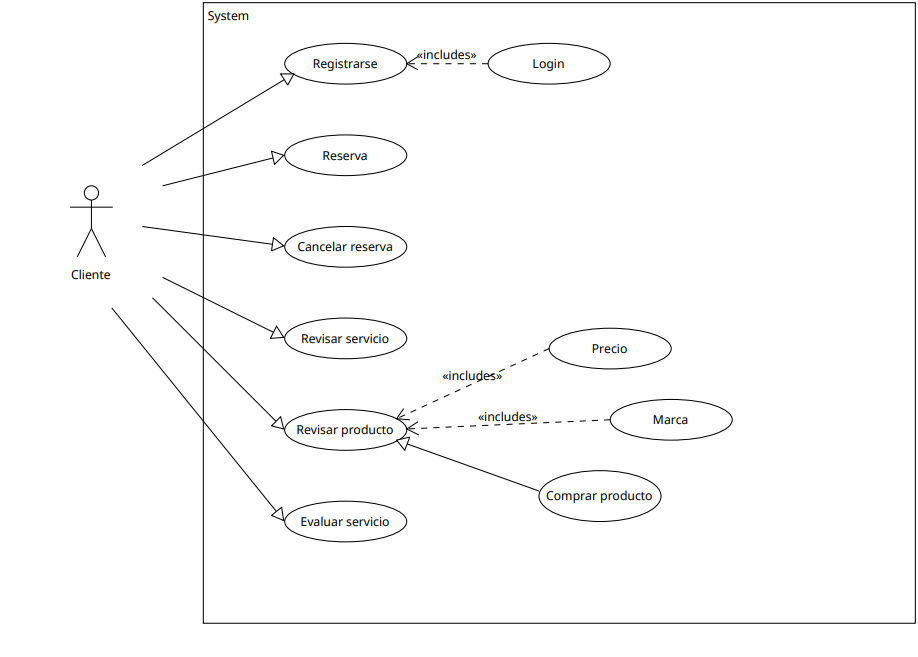 System
Registrarse
«includes»
Login
Reserva
Cliente
Cancelar reserva
Revisar servicio
Precio
«includes»
Marca
«includes»
Revisar producto
Comprar producto
Evaluar servicio